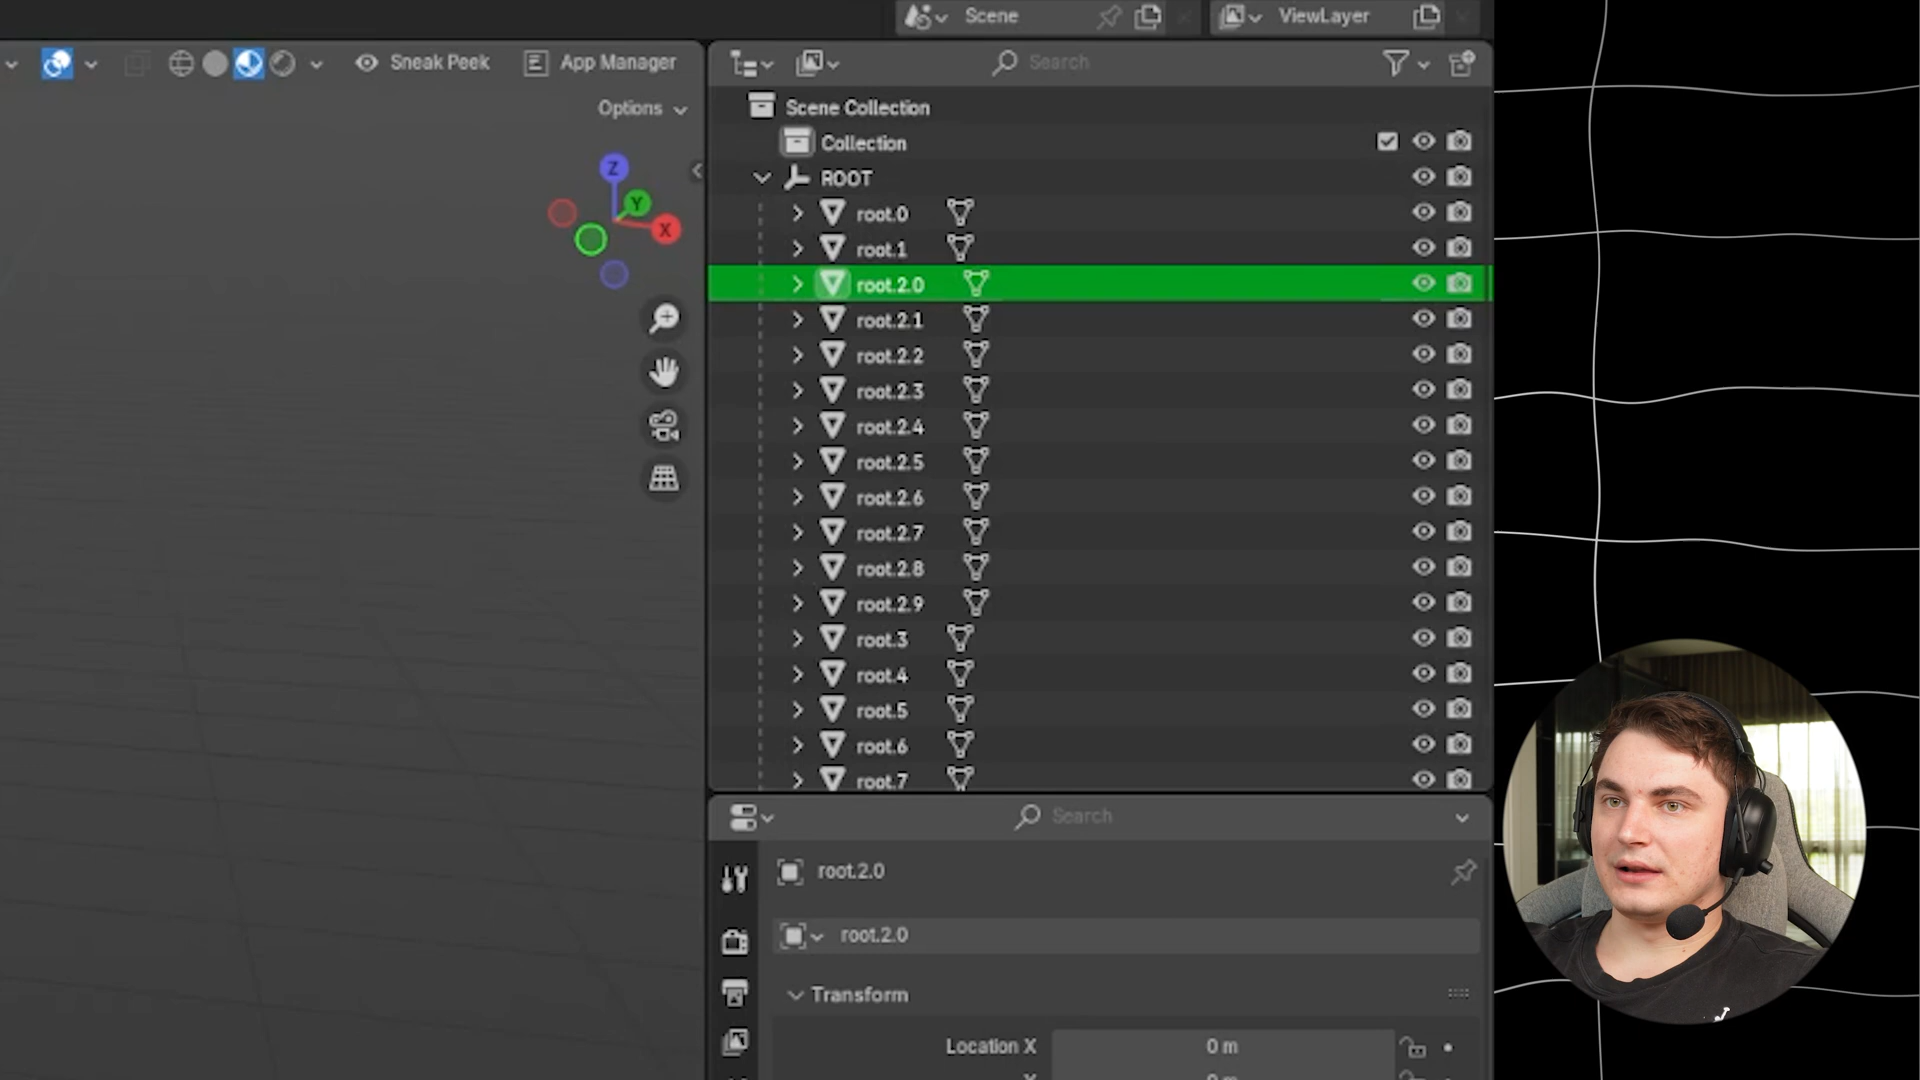 Scene
ViewLayer
Sneak Peek
App Manager
Search
Options
Z
Y
X
Scene Collection
Collection
ROOT
root.0
root.1
root.2.0
root.2.1
root.2.2
root.2.3
root.2.4
root.2.5
root.2.6
root.2.7
root.2.8
root.2.9
root.3
root.4
root.5
root.6
root.7
Search
root.2.0
root.2.0
Transform
Location X
0 m